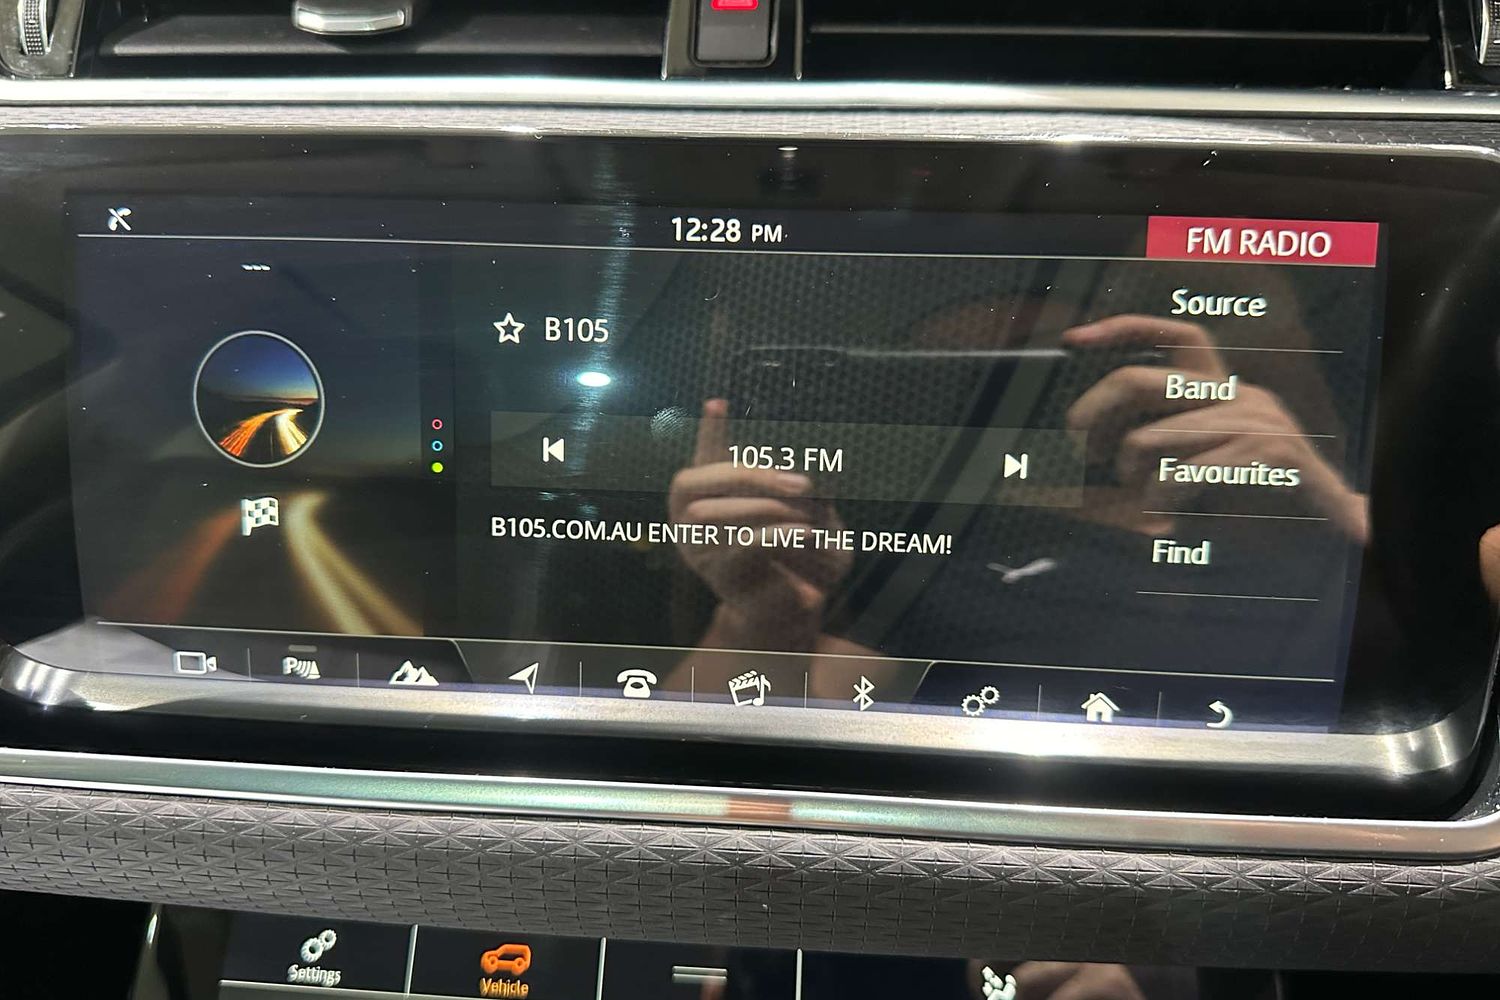 12:28 PM
FM RADIO
Source
B105
Band
105.3 FM
Favourites
B105.COM.AU ENTER TO LIVE THE DREAM!
Find
P
Settings
Vehicle